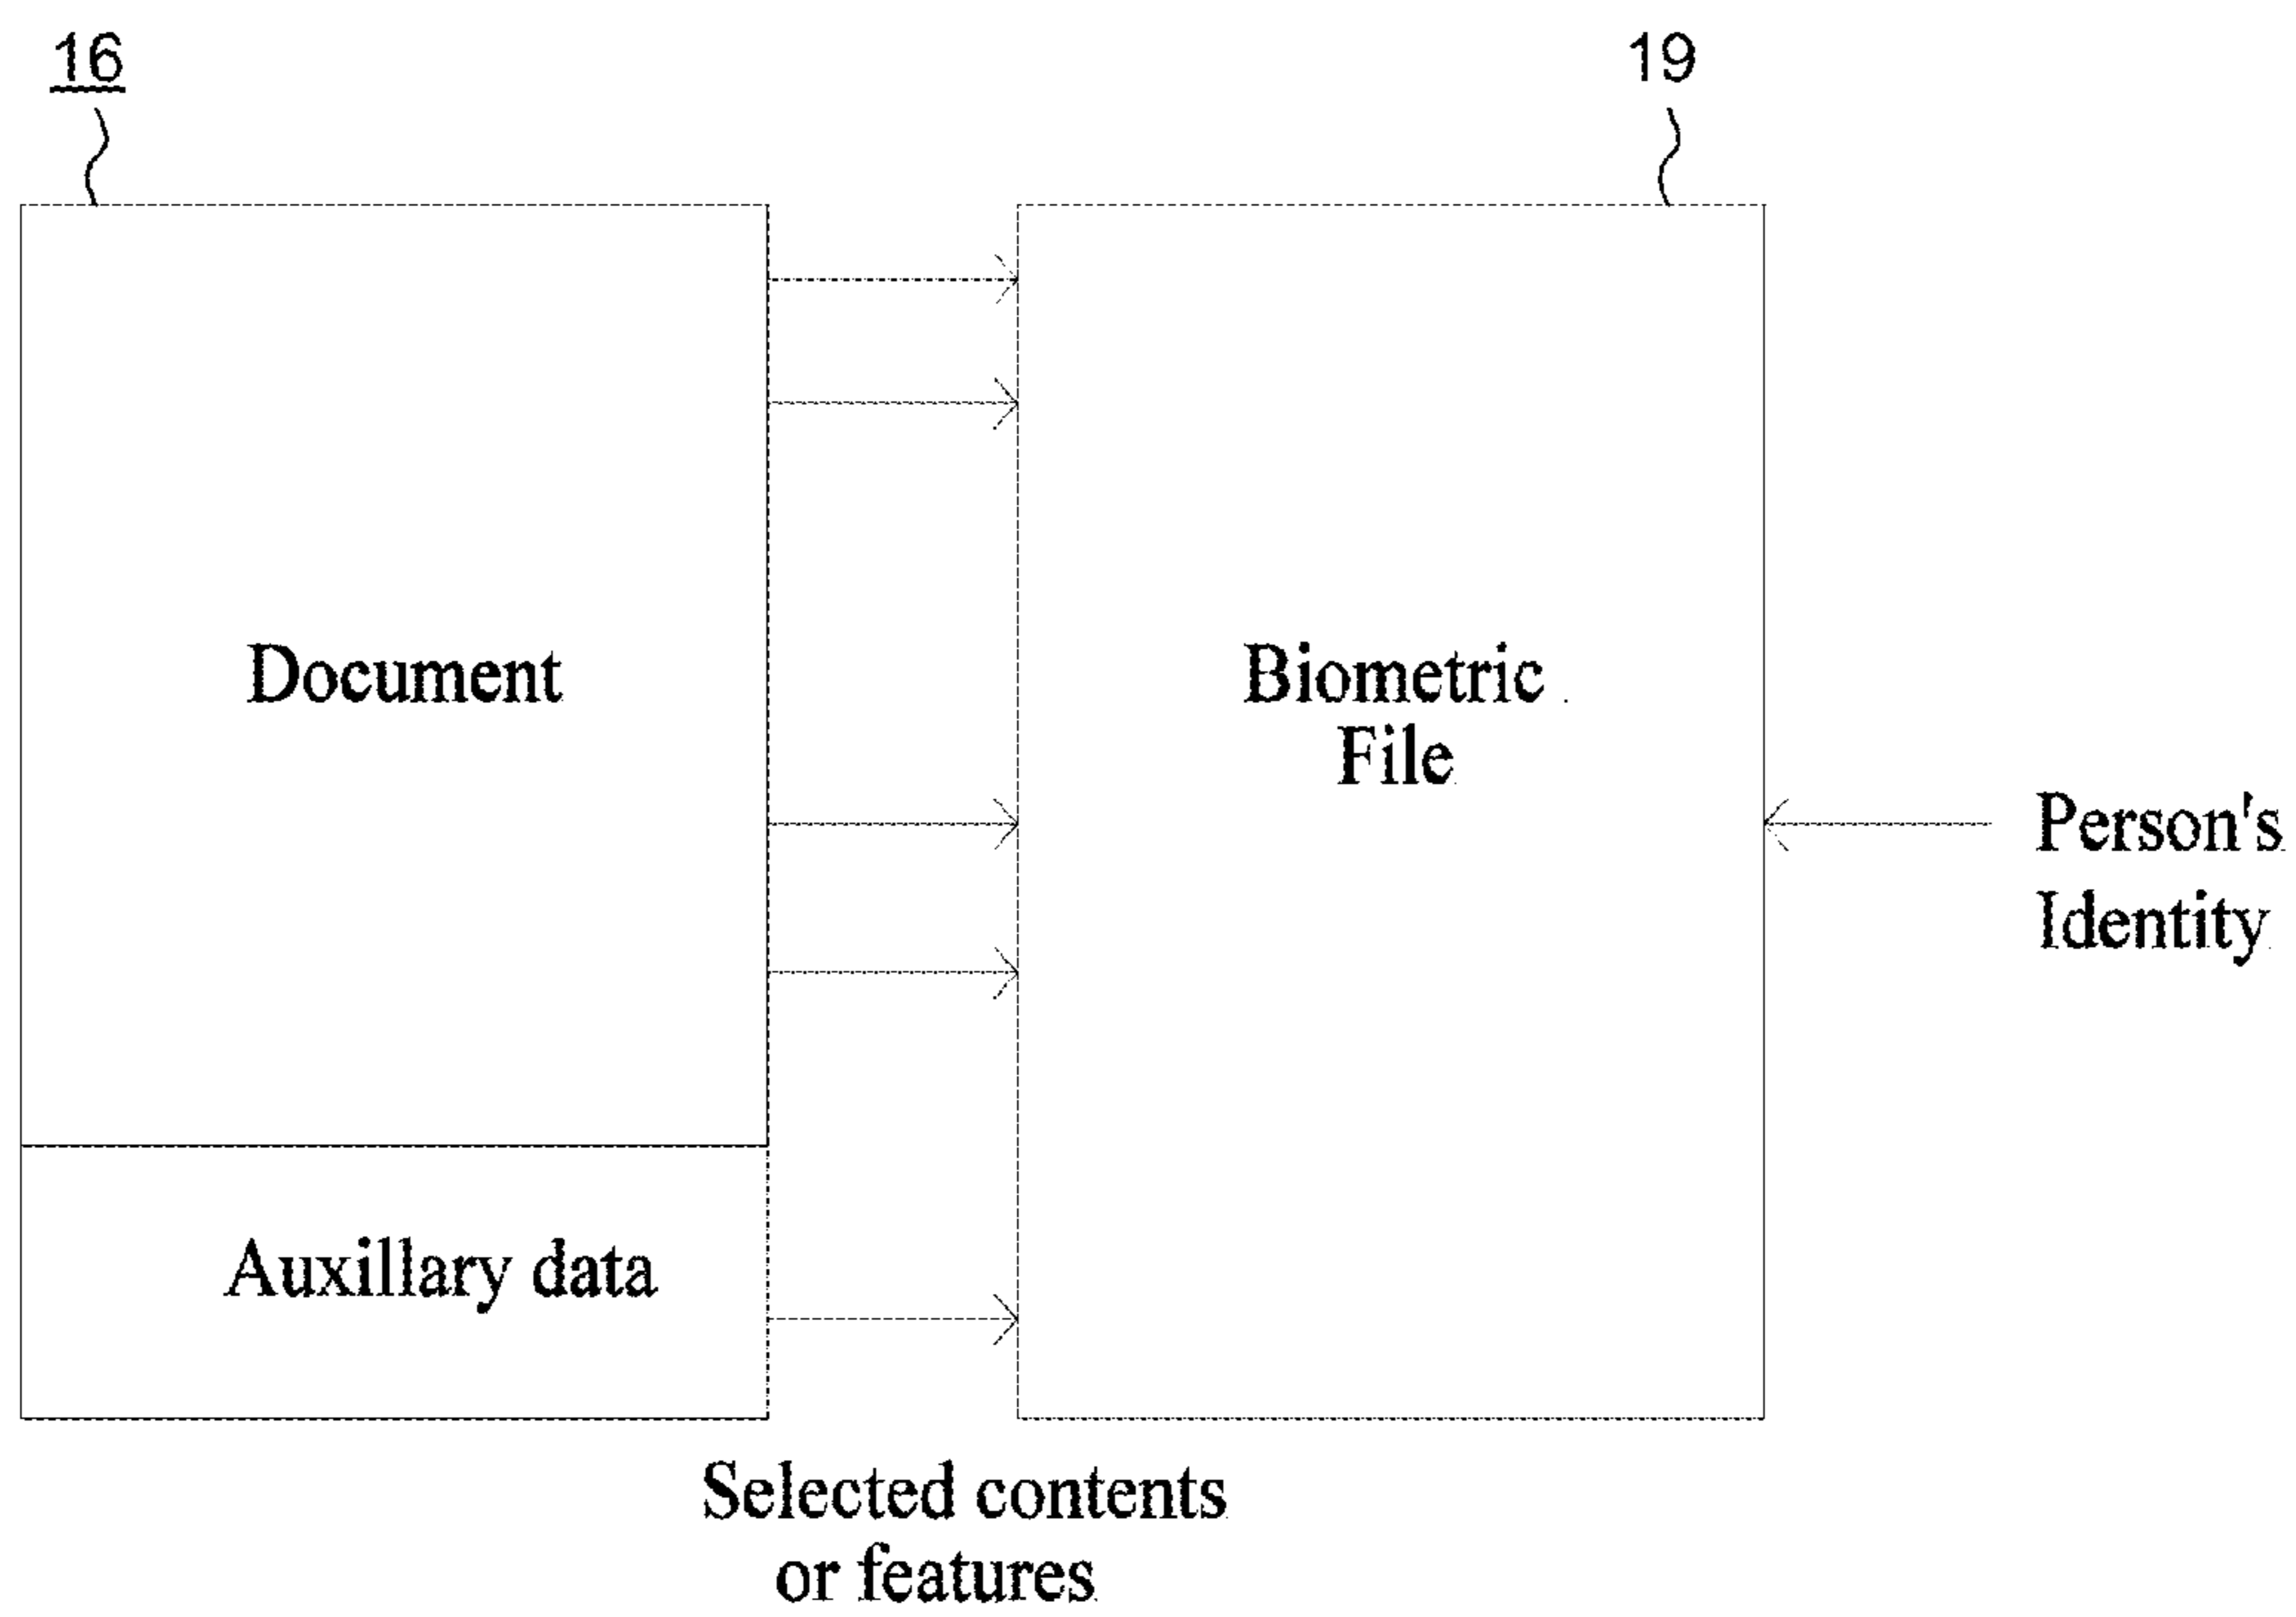 16
19
Document
Biometric
File
Person's
Identity
Auxillary data
Selected contents
or features